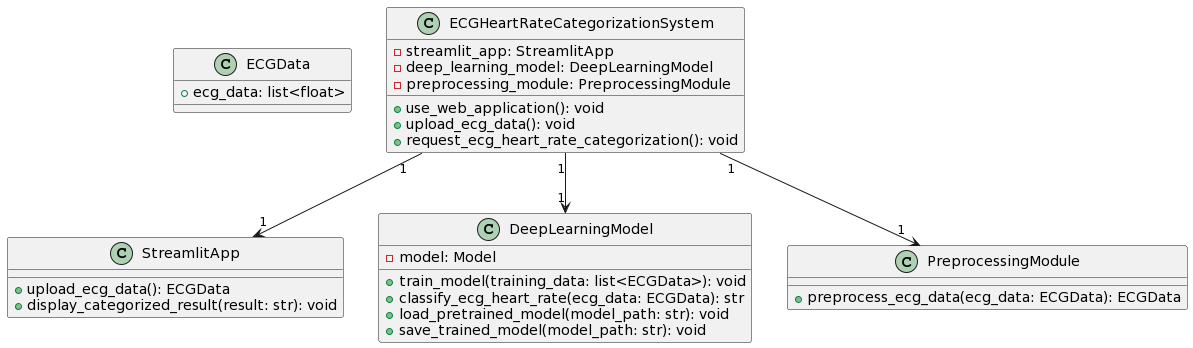 C ECGData
ecg_data: list<float>
C ECGHeartRateCategorizationSystem
streamlit_app: StreamlitApp
deep_learning_model: DeepLearningModel
preprocessing_module: PreprocessingModule
use_web_application(): void
upload_ecg_data(): void
request_ecg_heart_rate_categorization(): void
1
1
1
1
1
1
C StreamlitApp
upload_ecg_data(): ECGData
display_categorized_result(result: str): void
C DeepLearningModel
model: Model
train_model(training_data: list<ECGData>): void
classify_ecg_heart_rate(ecg_data: ECGData): str
load_pretrained_model(model_path: str): void
save_trained_model(model_path: str): void
C PreprocessingModule
preprocess_ecg_data(ecg_data: ECGData): ECGData